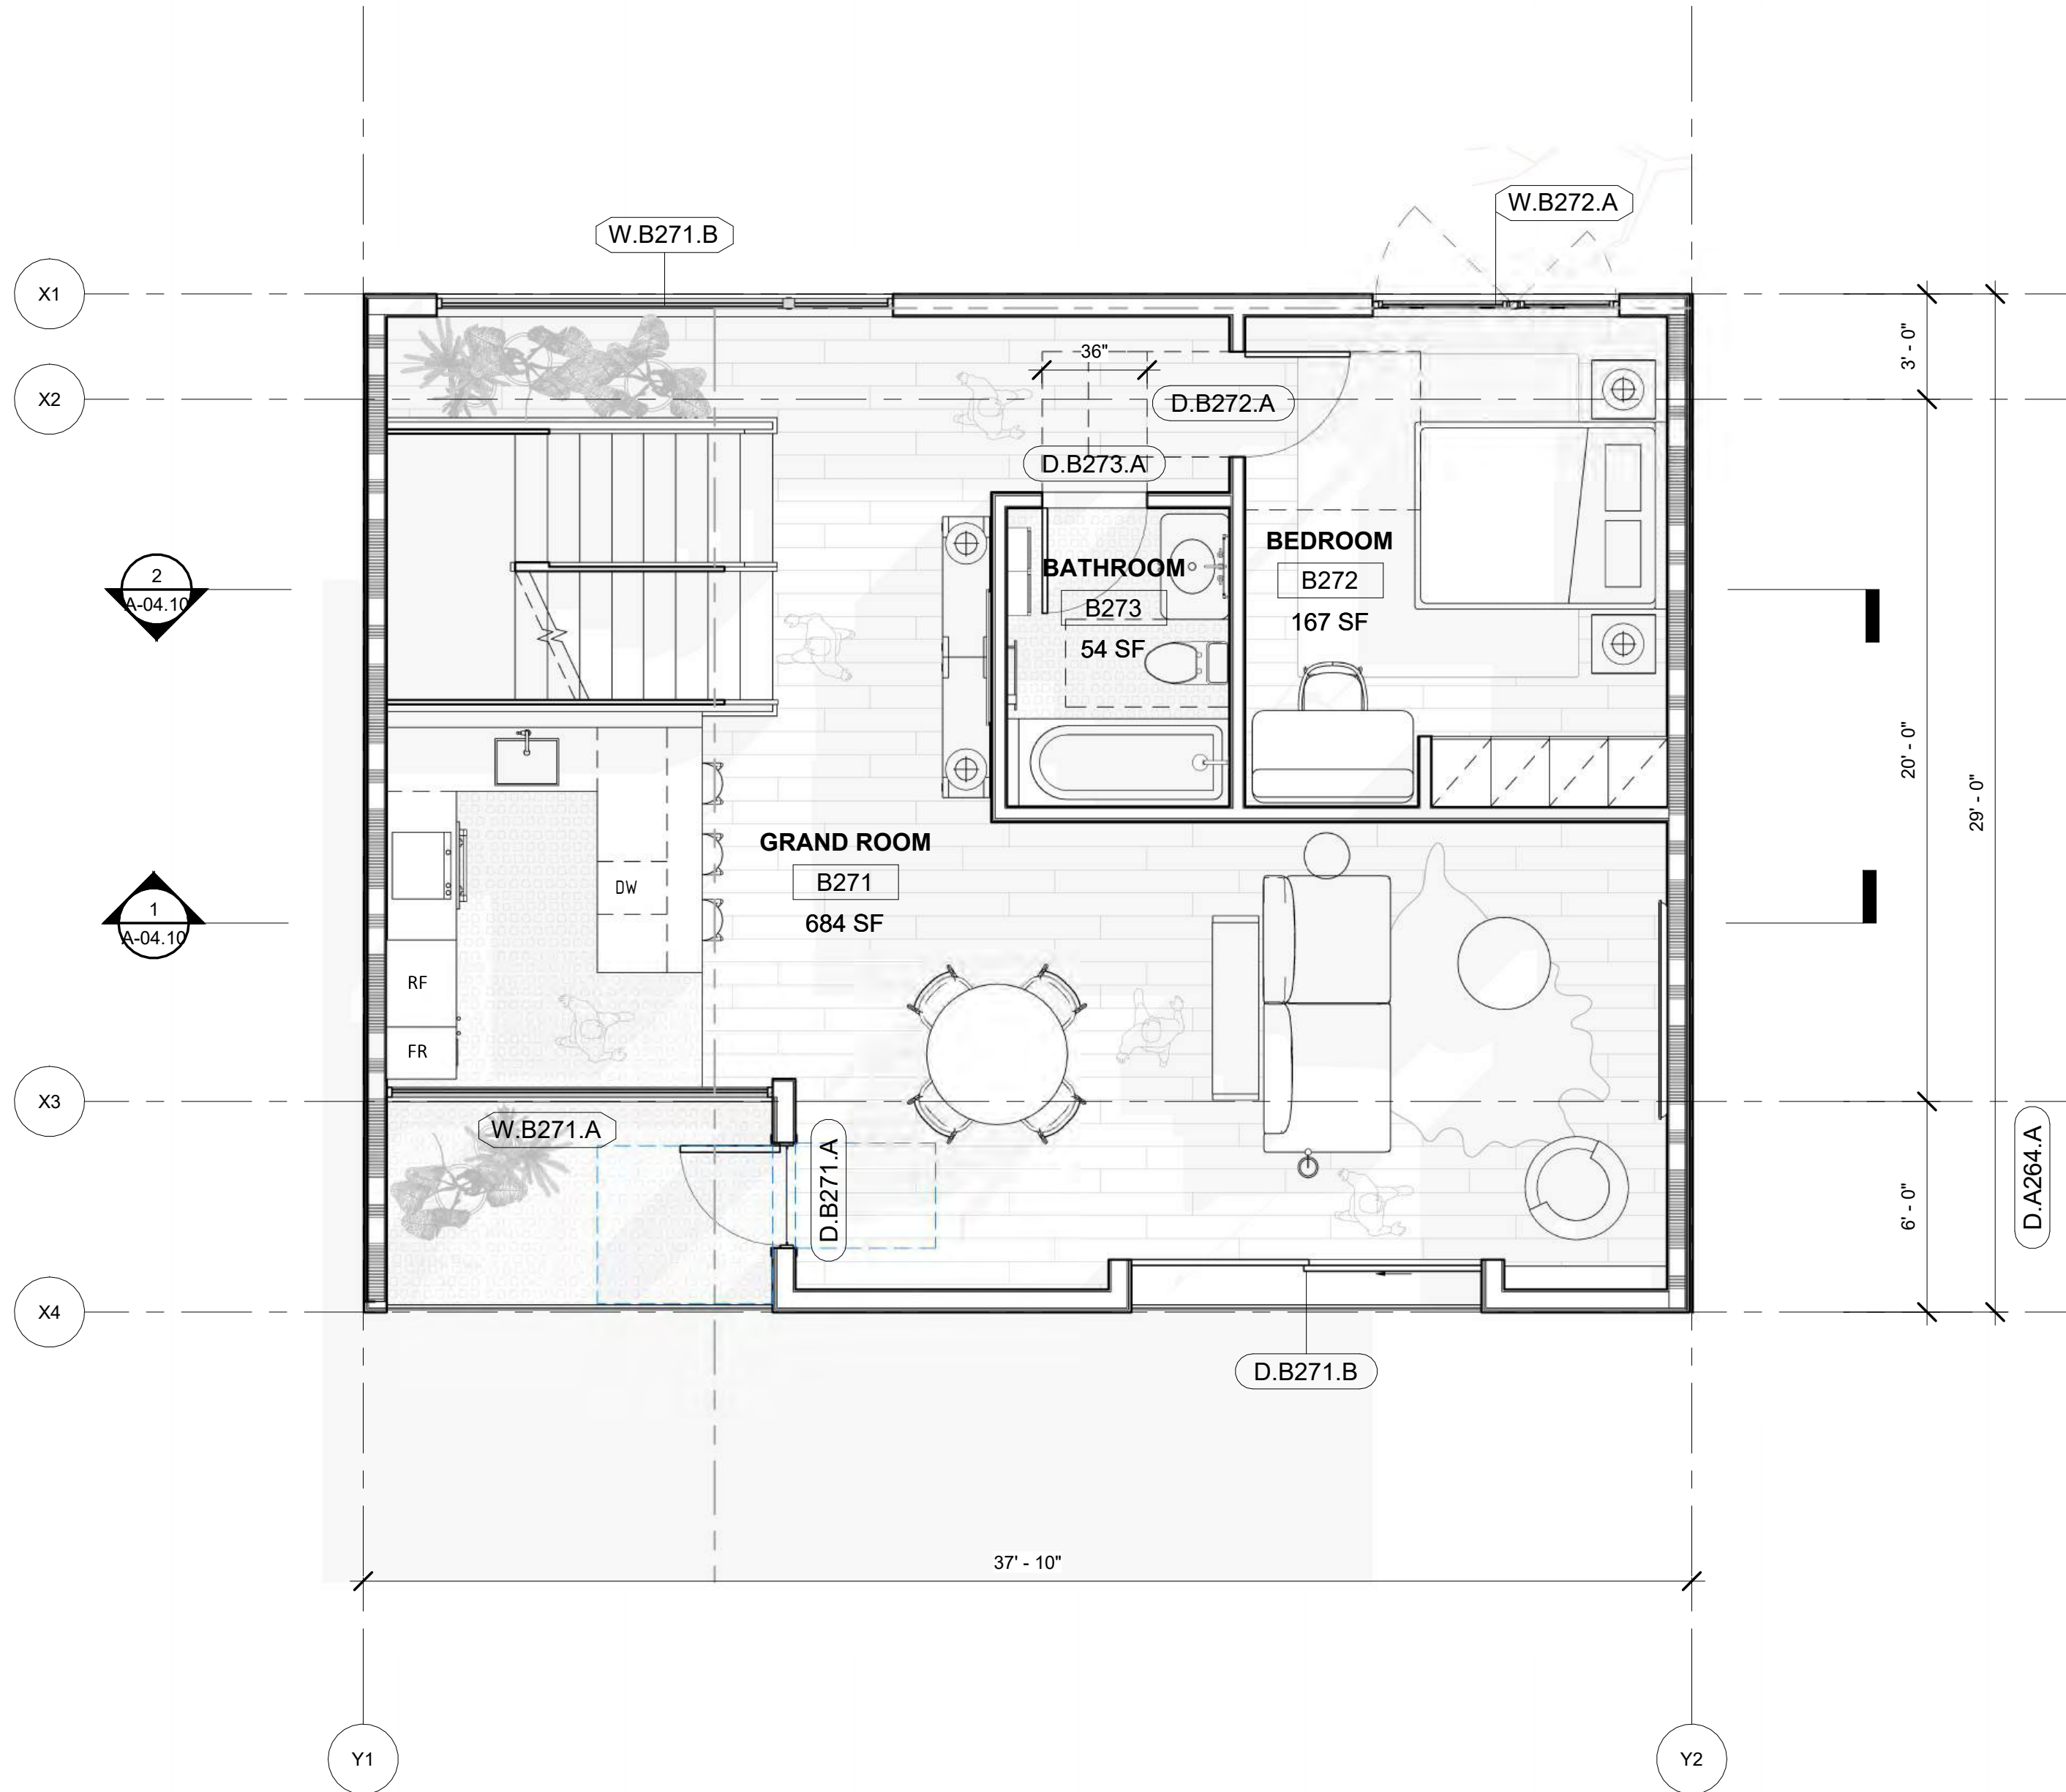 W.B272.A
W.B271.B
X1
3' - 0"
36"
X2
D.B272.A
D.B273.A
BEDROOM
B272
167 SF
BATHROOM
B273
54 SF
2
A-04.10
20' - 0"
29' - 0"
GRAND ROOM
B271
684 SF
DW
1
A-04.10
RF
FR
X3
W.B271.A
D.B271.A
D.A264.A
6' - 0"
X4
D.B271.B
37' - 10"
Y1
Y2